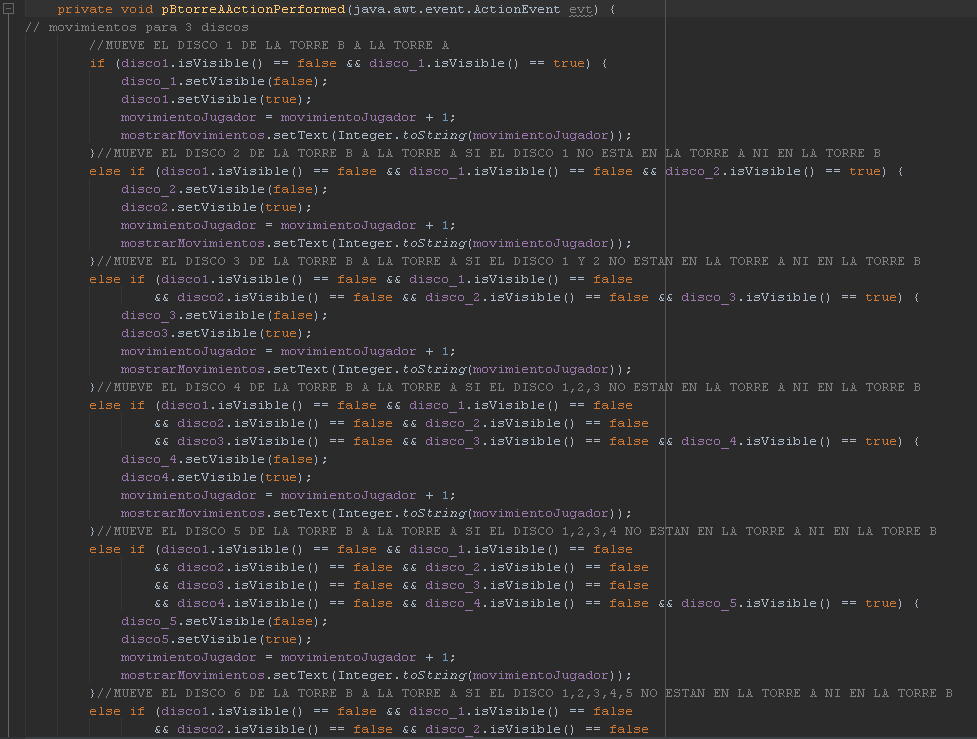 private void pBtorreAActionPerformed(java.awt.event.ActionEvent evt) {
// movimientos para 3 discos
//MUEVE EL DISCO 1 DE LA TORRE B A LA TORRE A
if (disco1.isVisible() == false && disco_1.isVisible() == true) {
disco_1.setVisible(false);
disco1.setVisible(true);
movimientoJugador = movimientoJugador + 1;
mostrarMovimientos.setText(Integer.toString(movimientoJugador));
}//MUEVE EL DISCO 2 DE LA TORRE B A LA TORRE A SI EL DISCO 1 NO ESTA EN LA TORRE A NI EN LA TORRE B
else if (disco1.isVisible() == false && disco_1.isVisible() == false && disco_2.isVisible() == true) {
disco_2.setVisible(false);
disco2.setVisible(true);
movimientoJugador = movimientoJugador + 1;
mostrarMovimientos.setText(Integer.toString(movimientoJugador));
}//MUEVE EL DISCO 3 DE LA TORRE B A LA TORRE A SI EL DISCO 1 Y 2 NO ESTAN EN LA TORRE A NI EN LA TORRE B
else if (disco1.isVisible() == false && disco_1.isVisible() == false
&& disco2.isVisible() == false && disco_2.isVisible() == false && disco_3.isVisible() == true) {
disco_3.setVisible(false);
disco3.setVisible(true);
movimientoJugador = movimientoJugador + 1;
mostrarMovimientos.setText(Integer.toString(movimientoJugador));
}//MUEVE EL DISCO 4 DE LA TORRE B A LA TORRE A SI EL DISCO 1,2,3 NO ESTAN EN LA TORRE A NI EN LA TORRE B
else if (disco1.isVisible() == false && disco_1.isVisible() == false
&& disco2.isVisible() == false && disco_2.isVisible() == false
&& disco3.isVisible() == false && disco_3.isVisible() == false && disco_4.isVisible() == true) {
disco_4.setVisible(false);
disco4.setVisible(true);
movimientoJugador = movimientoJugador + 1;
mostrarMovimientos.setText(Integer.toString(movimientoJugador));
}//MUEVE EL DISCO 5 DE LA TORRE B A LA TORRE A SI EL DISCO 1,2,3,4 NO ESTAN EN LA TORRE A NI EN LA TORRE B
else if (disco1.isVisible() == false && disco_1.isVisible() == false
&& disco2.isVisible() == false && disco_2.isVisible() == false
&& disco3.isVisible() == false && disco_3.isVisible() == false
&& disco4.isVisible() == false && disco_4.isVisible() == false && disco_5.isVisible() == true) {
disco_5.setVisible(false);
disco5.setVisible(true);
movimientoJugador = movimientoJugador + 1;
mostrarMovimientos.setText(Integer.toString(movimientoJugador));
}//MUEVE EL DISCO 6 DE LA TORRE B A LA TORRE A SI EL DISCO 1,2,3,4,5 NO ESTAN EN LA TORRE A NI EN LA TORRE B
else if (disco1.isVisible() == false && disco_1.isVisible() == false
&& disco2.isVisible() == false && disco_2.isVisible() == false